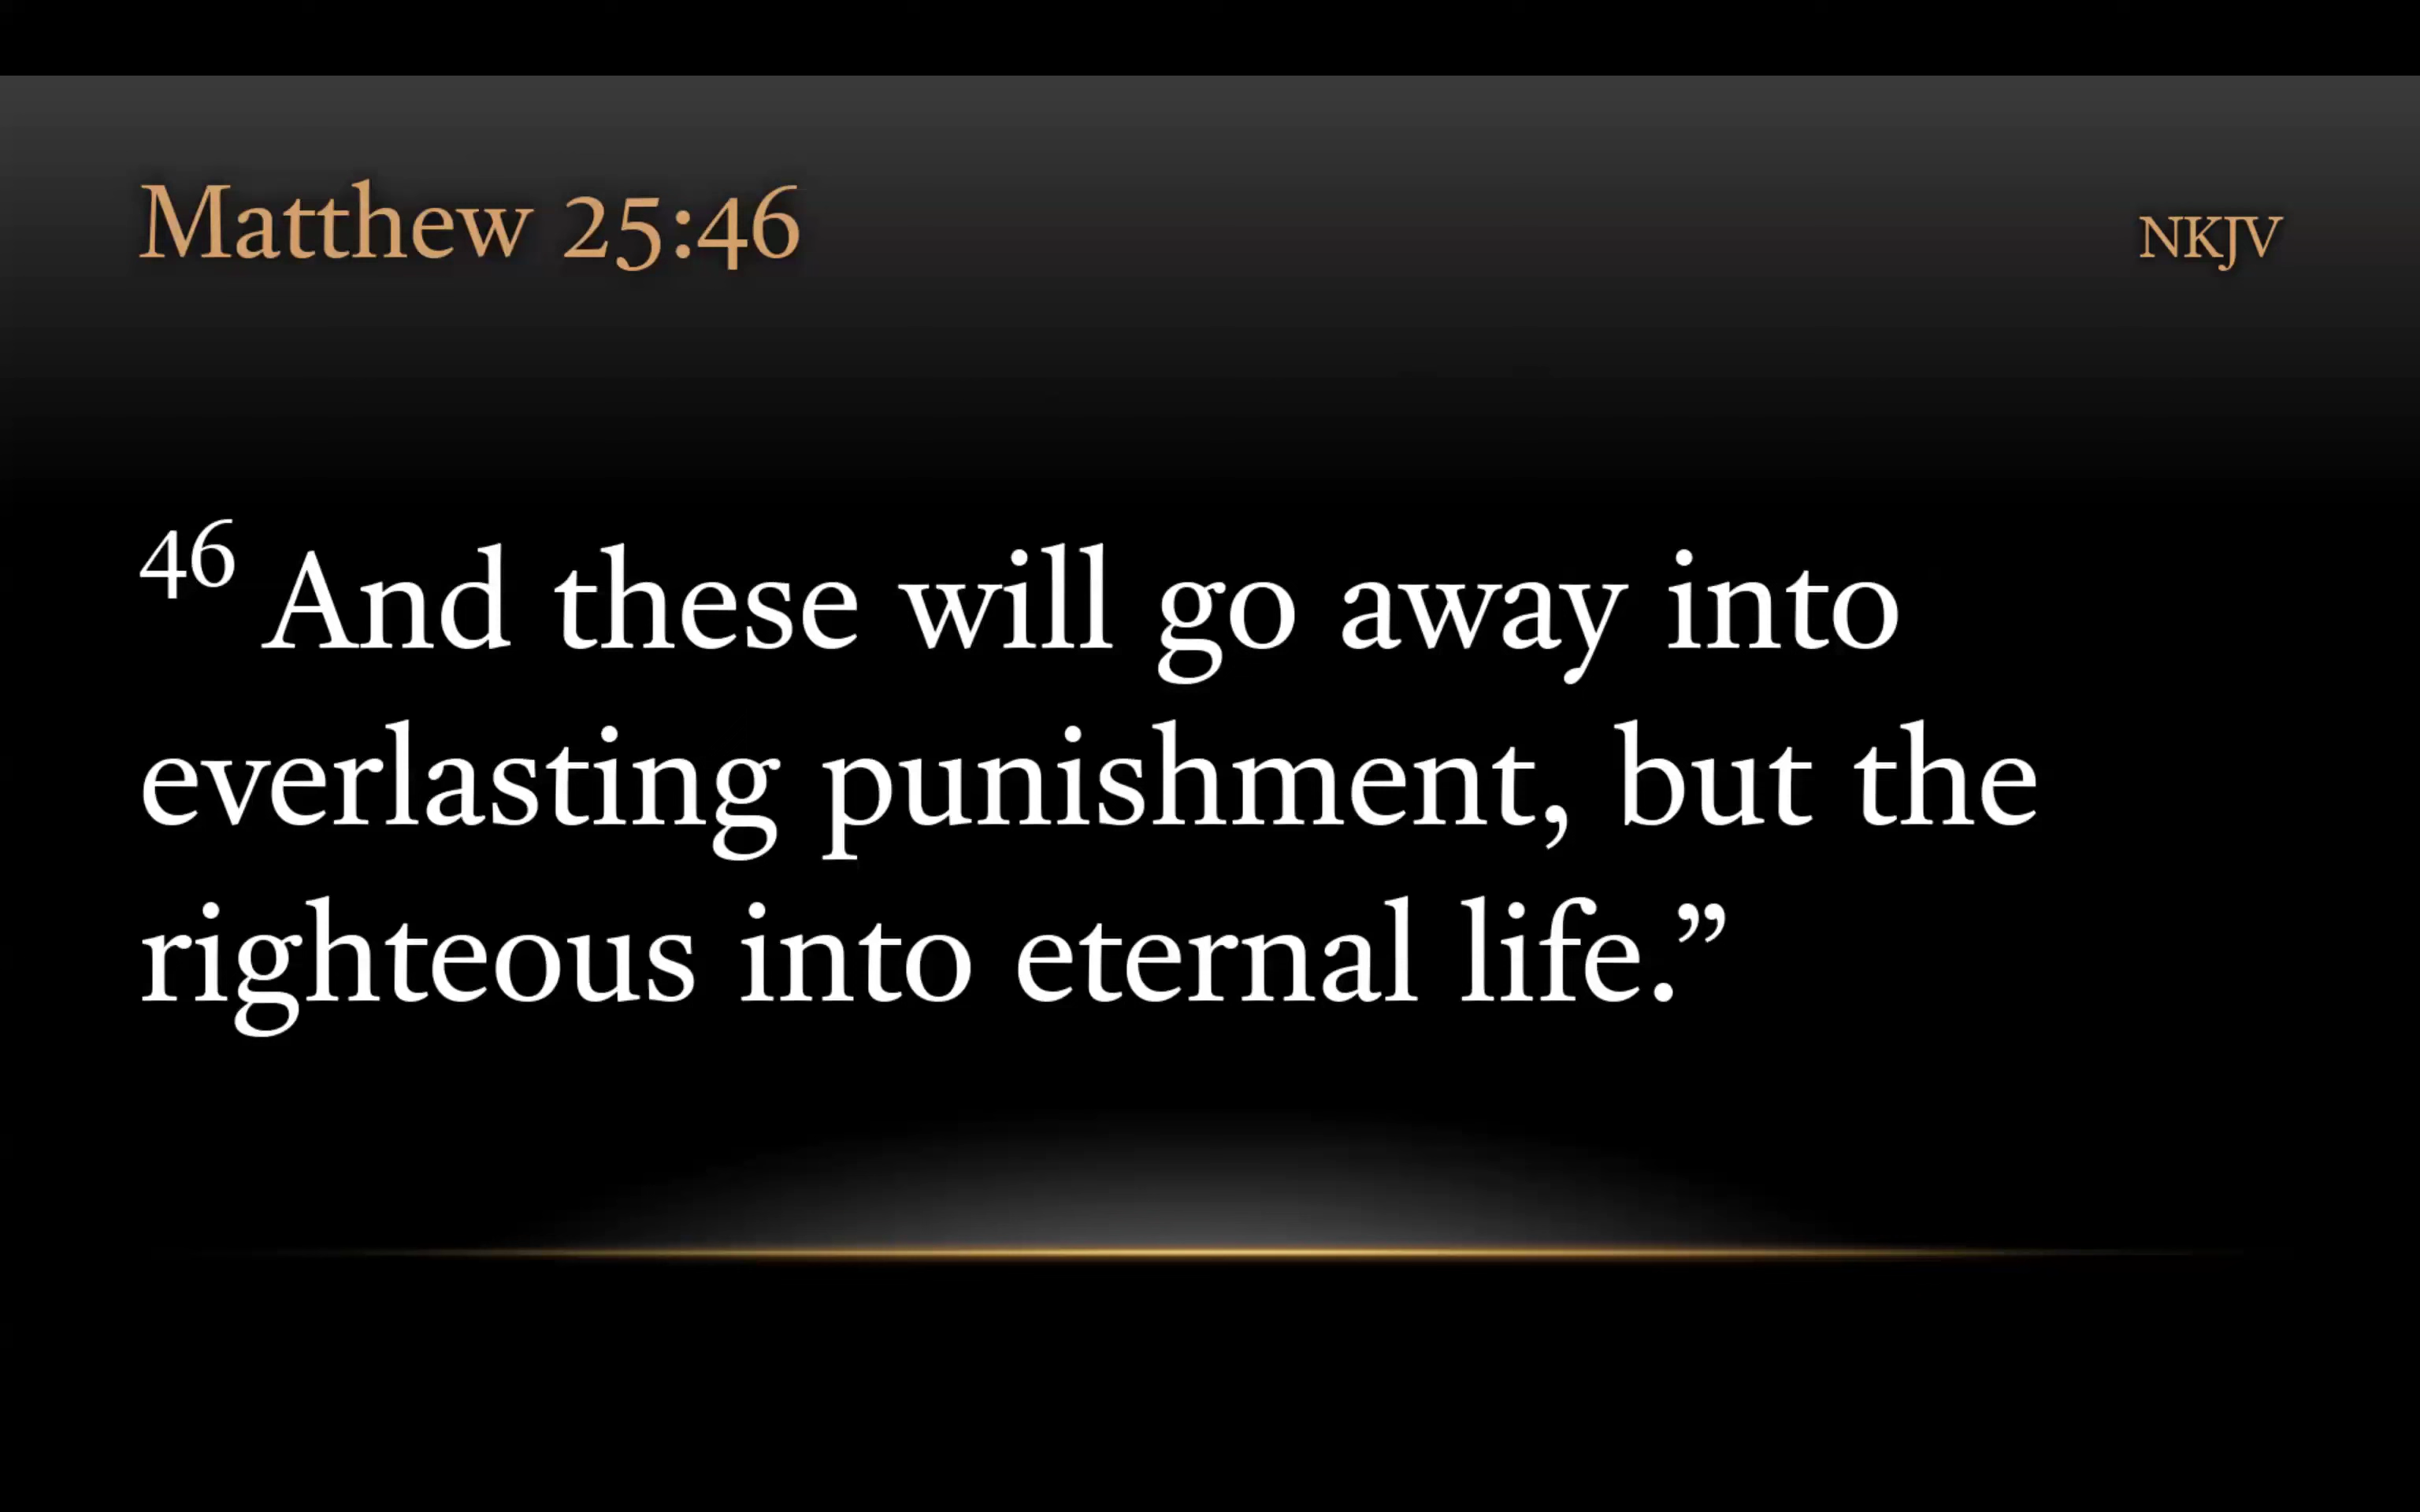 Matthew 25:46
NKJV
46 And these will go away into
everlasting punishment, but the
righteous into eternal life.”